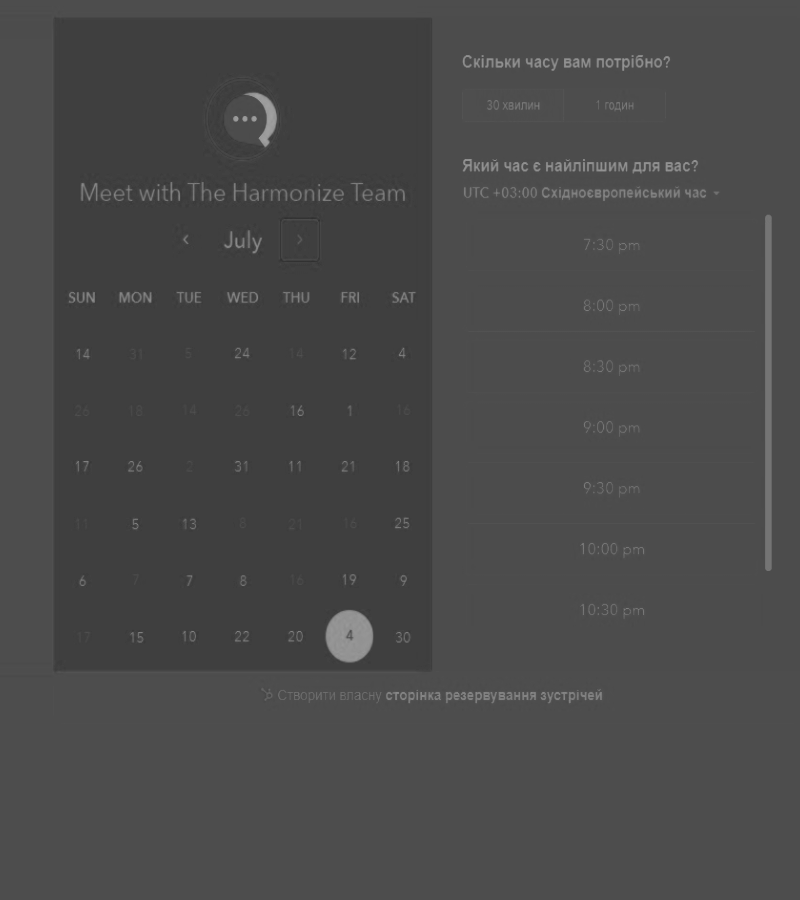 Meet with The Harmonize Team
July
SUN MON TUE WED THU FRI SAT
14 31 5 24 14 12 4
26 18 14 26 16 1 16
17 26 2 31 11 21 18
11 5 13 8 21 16 25
6 7 7 8 16 19 9
17 15 10 22 20 4 30
Скільки часу вам потрібно?
30 хвилин 1 годин
Який час є найліпшим для вас?
UTC +03:00 Східноєвропейський час
7:30 pm
8:00 pm
8:30 pm
9:00 pm
9:30 pm
10:00 pm
10:30 pm
Створити власну сторінка резервування зустрічей